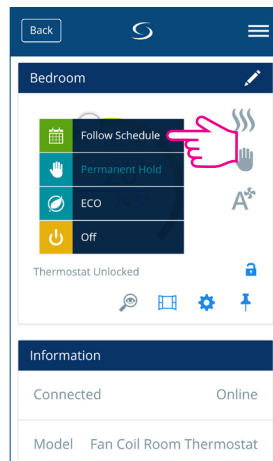 Back
Bedroom
Follow Schedule
Permanent Hold
ECO
Off
A
Thermostat Unlocked
Information
Connected Online
Model Fan Coil Room Thermostat